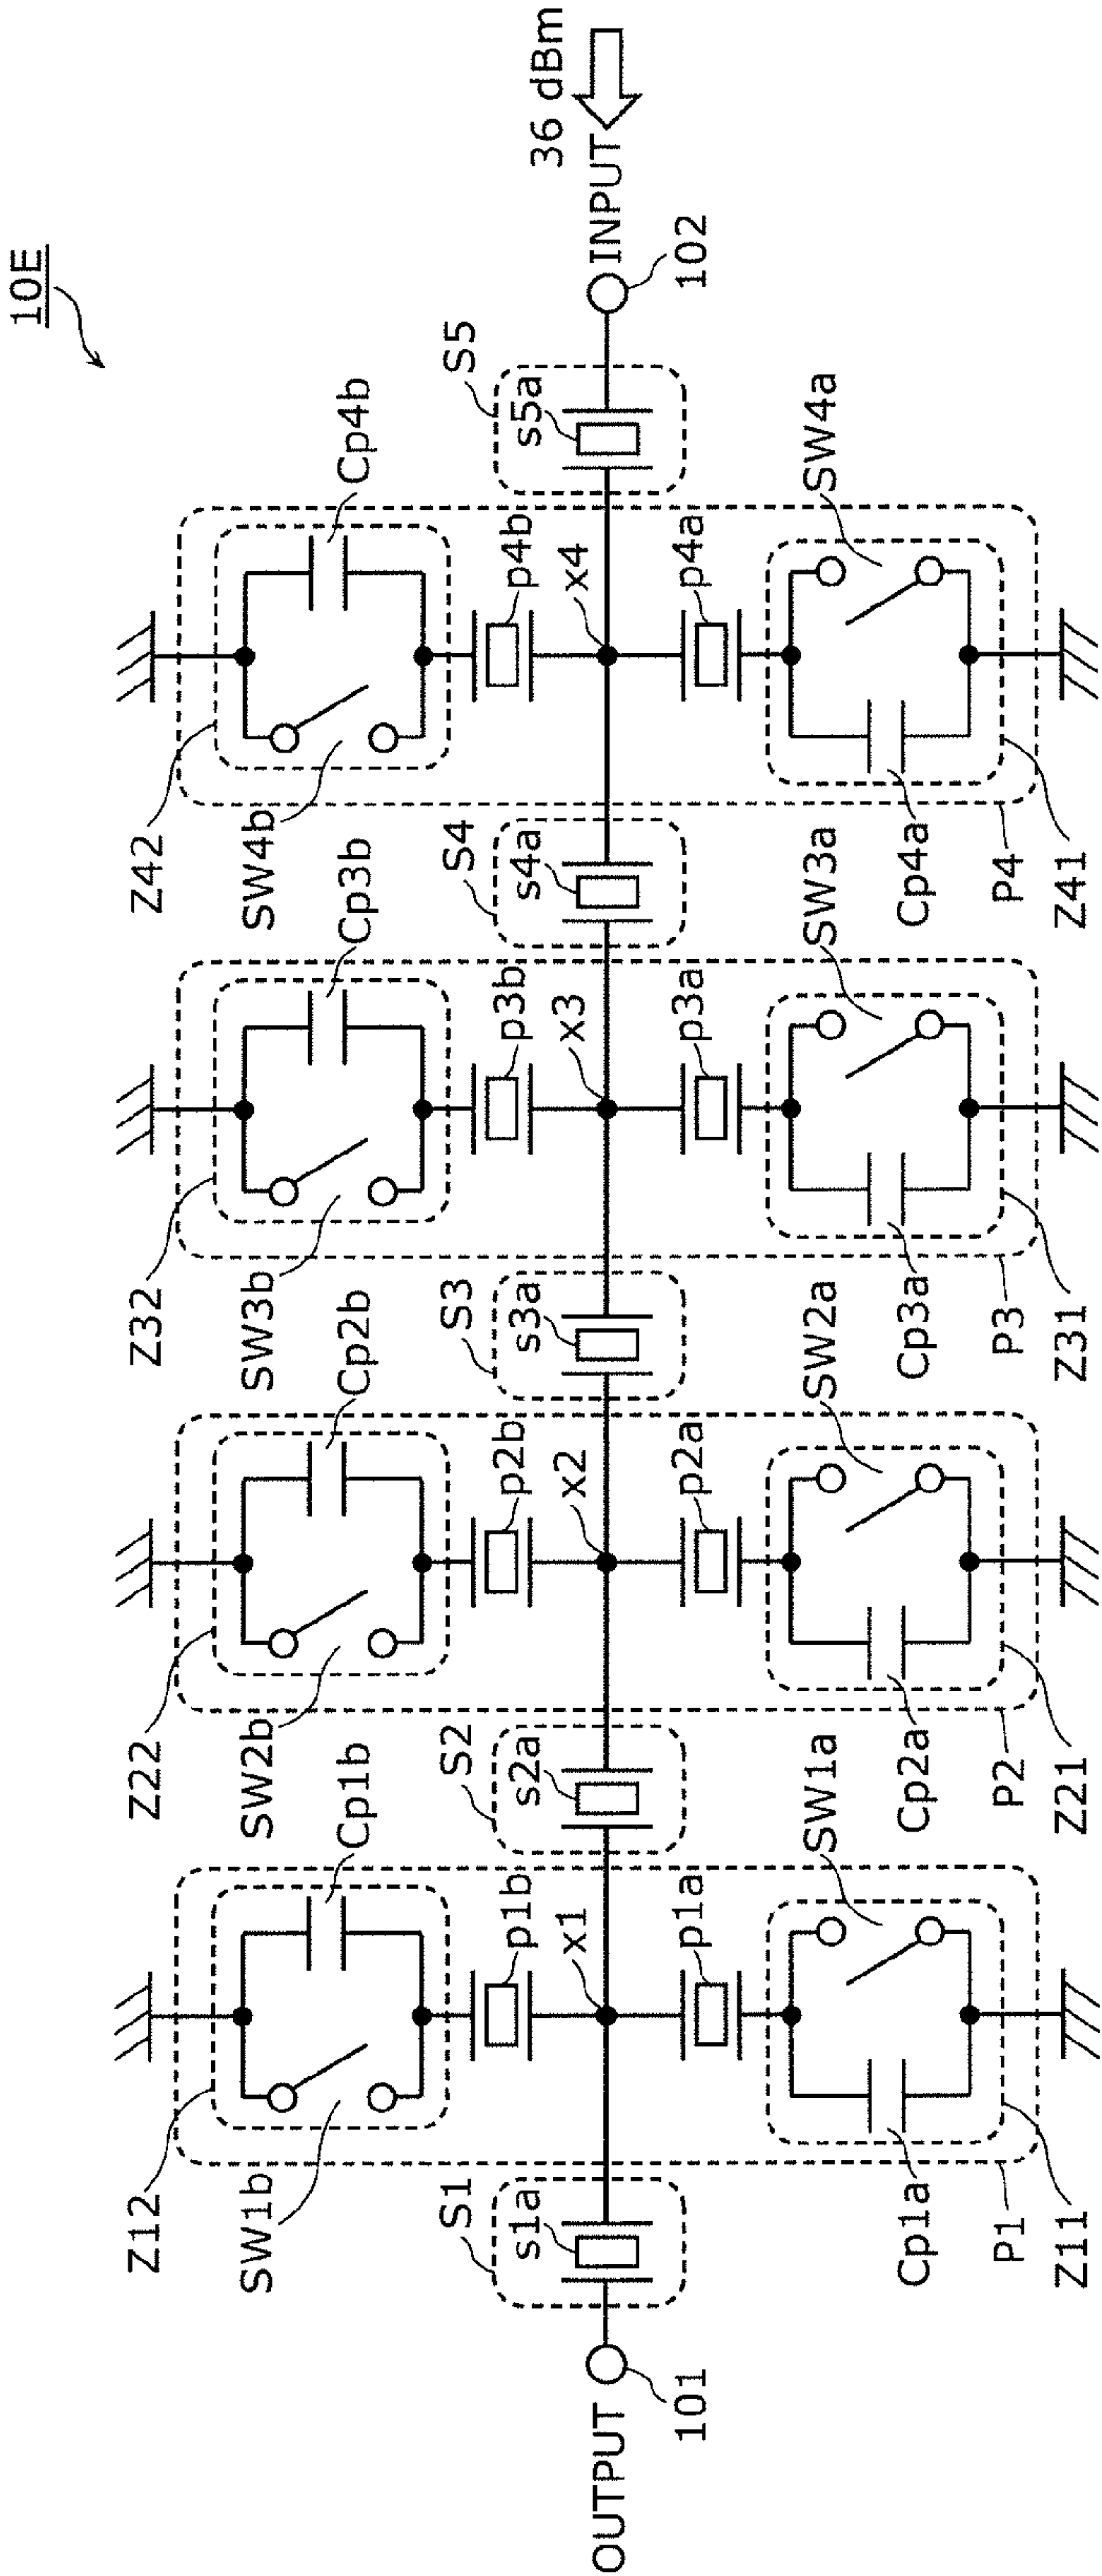 10E
Z12
Z22
Z32
Z42
SW1b
Cp1b
SW2b
Cp2b
SW3b
Cp3b
SW4b
Cp4b
S1
S2
S3
S4
S5
s1a
p1b
s2a
p2b
s3a
p3b
s4a
p4b
s5a
36 dBm
x1
x2
x3
x4
OUTPUT
INPUT
101
102
p1a
p2a
p3a
p4a
SW1a
SW2a
SW3a
SW4a
Cp1a
Cp2a
Cp3a
Cp4a
P1
P2
P3
P4
Z11
Z21
Z31
Z41